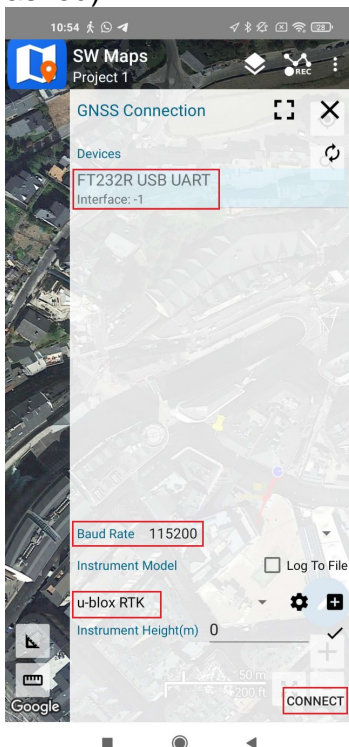 10:54
28
SW Maps
Project 1
REC
GNSS Connection
Devices
FT232R USB UART
Interface: -1
Baud Rate 115200
Instrument Model
Log To File
u-blox RTK
Instrument Height(m) 0
50 m
200 ft
CONNECT
Google